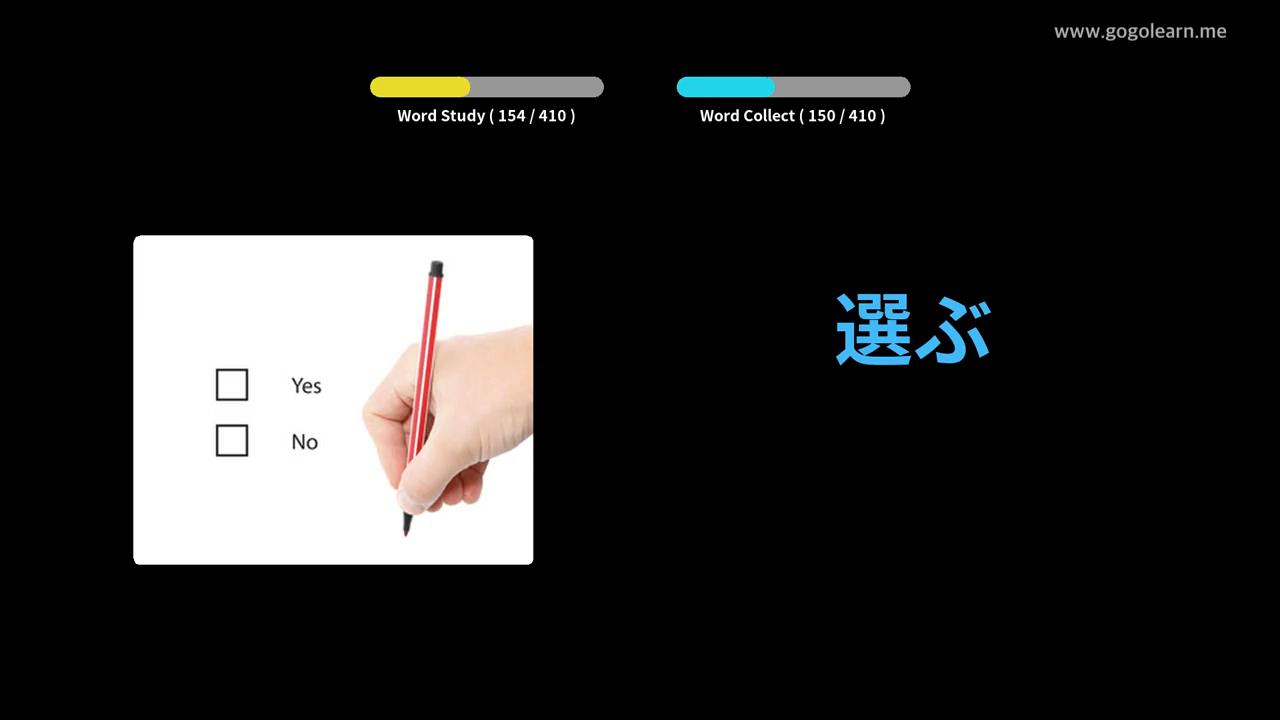 www.gogolearn.me
Word Study ( 154 / 410 )
Word Collect ( 150 / 410 )
Yes
No
選ぶ